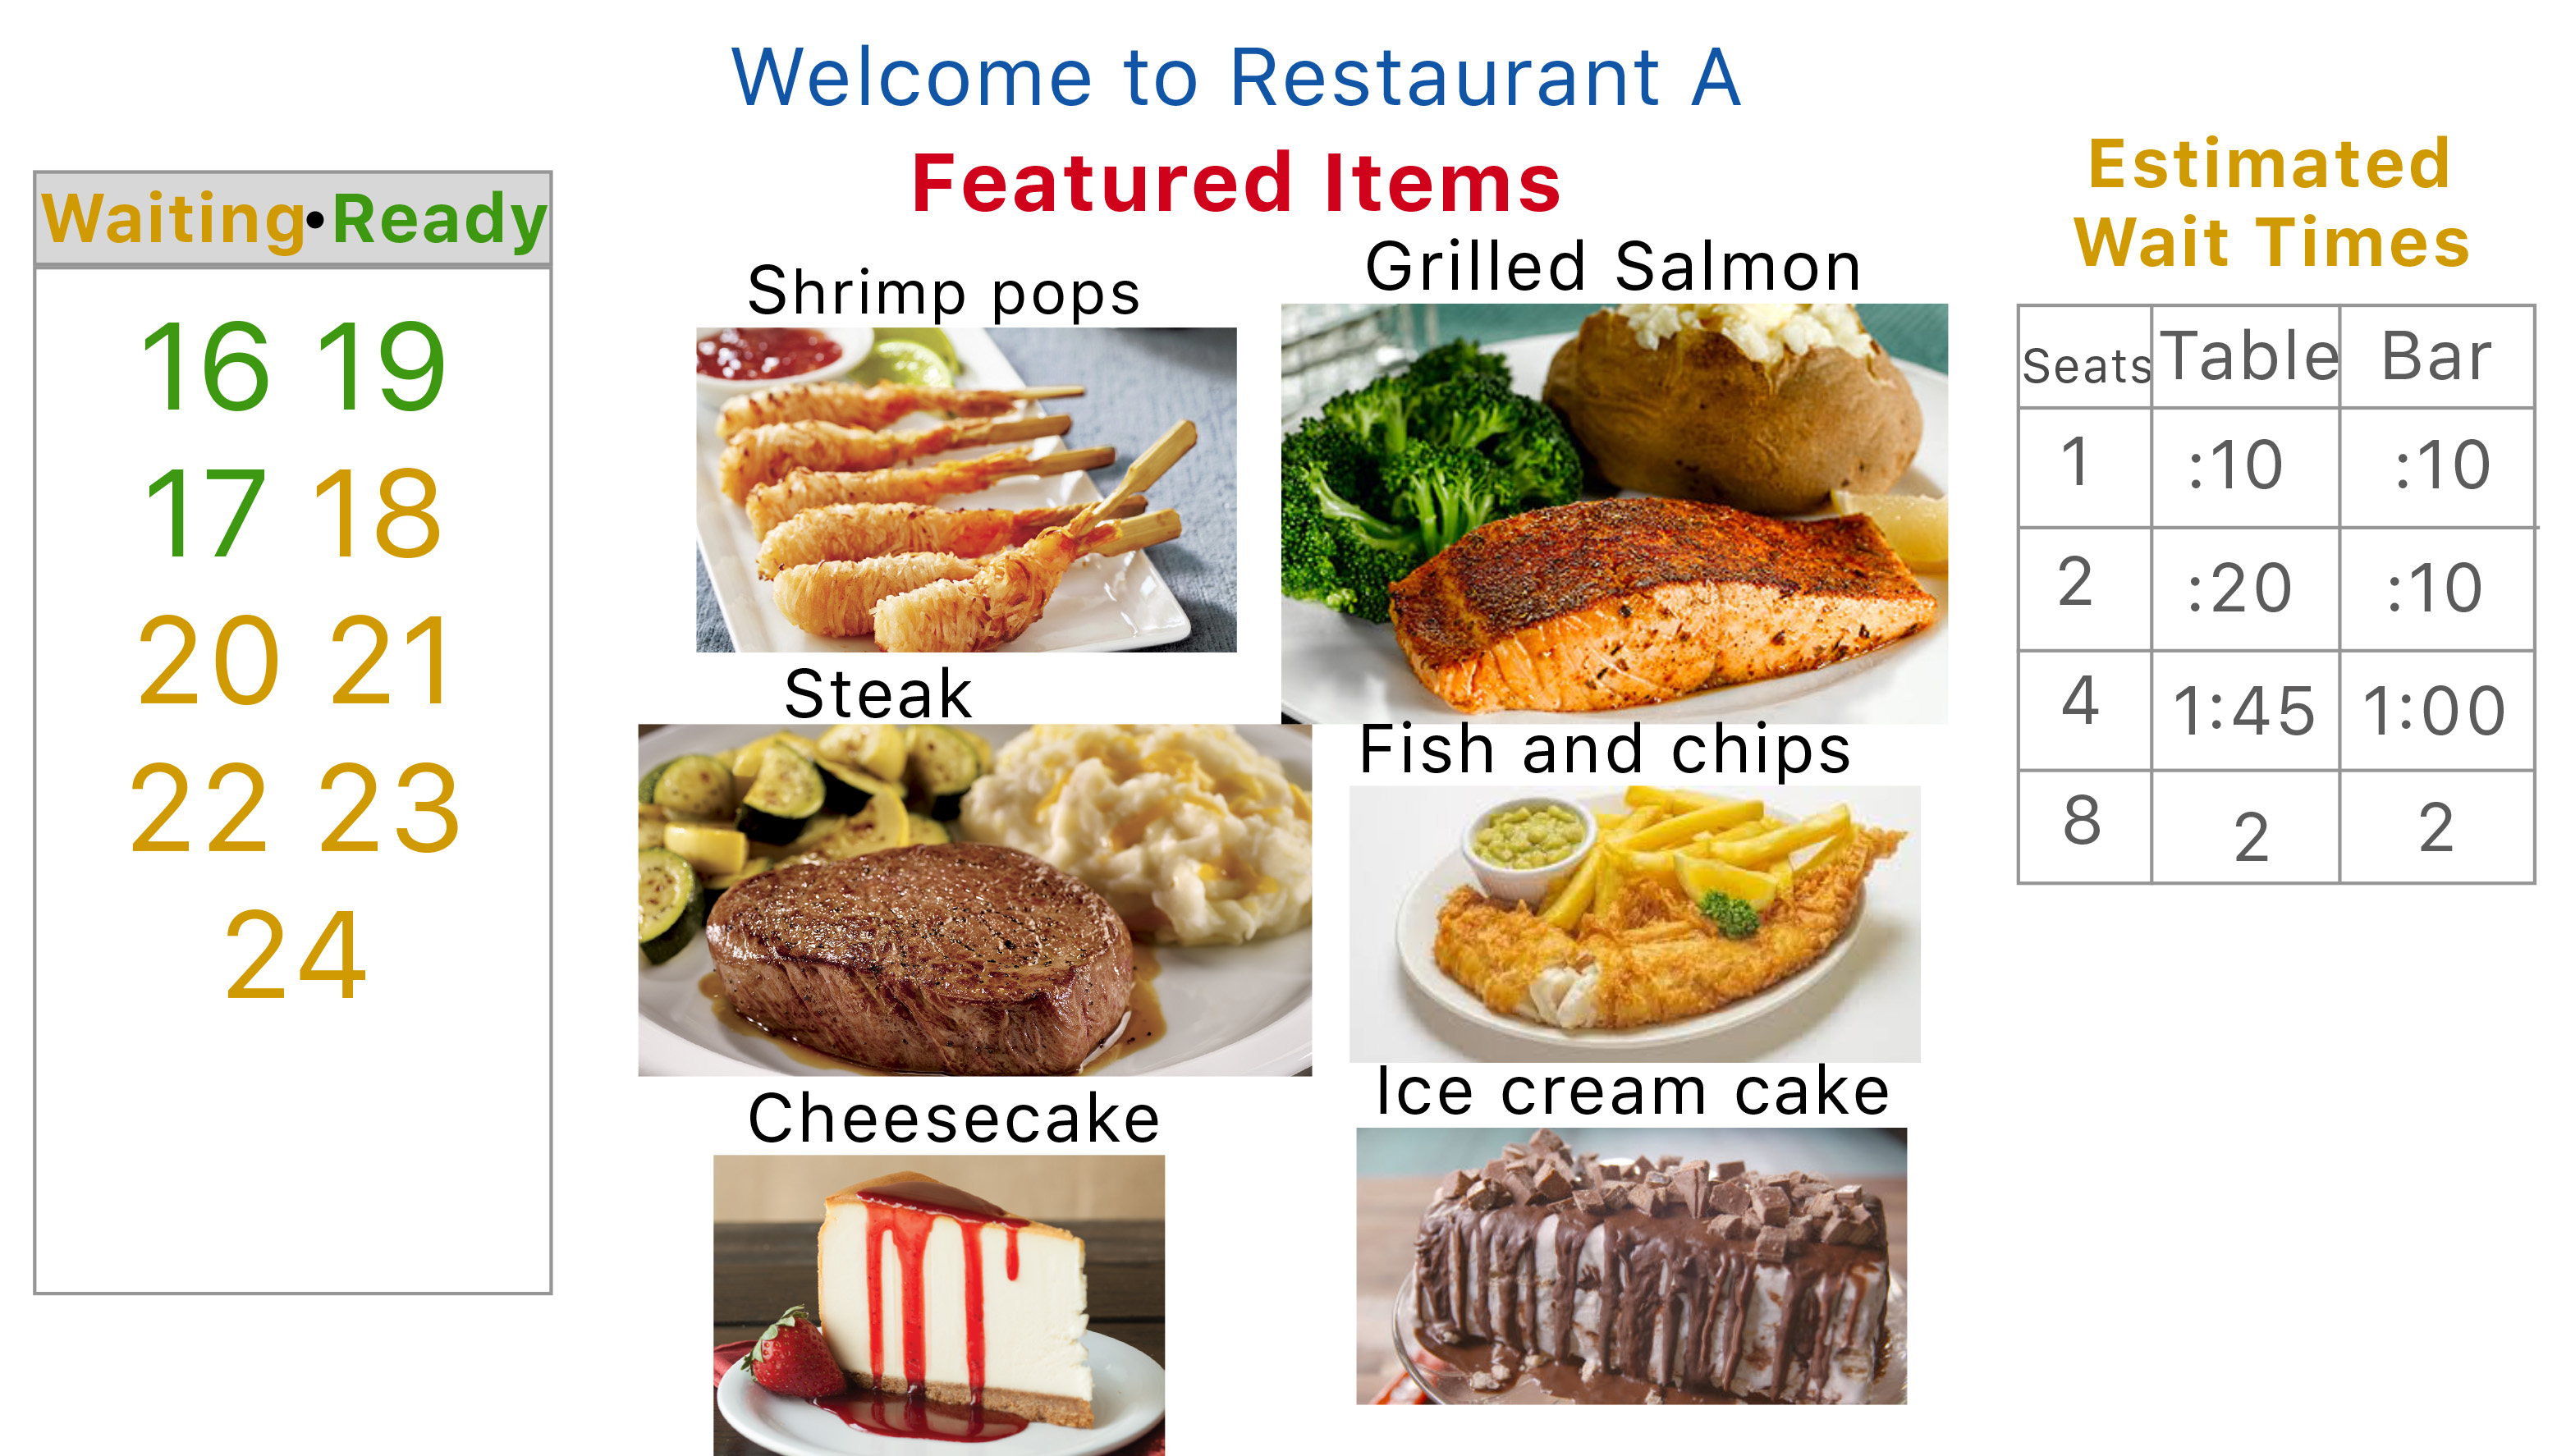 Welcome to Restaurant A
Featured Items
Waiting•Ready
16 19
17 18
20 21
22 23
24
Shrimp pops
Grilled Salmon
Steak
Fish and chips
Cheesecake
Ice cream cake
Estimated
Wait Times
Seats Table Bar
1 :10 :10
2 :20 :10
4 1:45 1:00
8 2 2